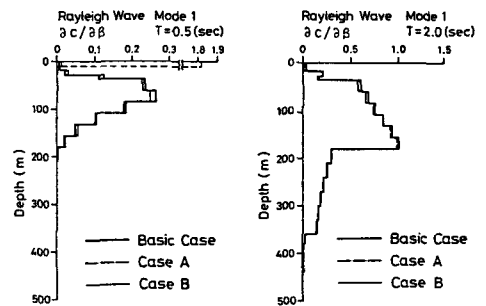 Rayleigh Wave Mode 1
∂C/∂β T=0.5(sec)
0 0.1 0.2 0.3 1.8 1.9
0
100
200
300
400
500
Depth (m)
Basic Case
Case A
Case B
Rayleigh Wave Mode 1
∂C/∂β T=2.0(sec)
0 0.5 1.0 1.5
0
100
200
300
400
500
Depth (m)
Basic Case
Case A
Case B